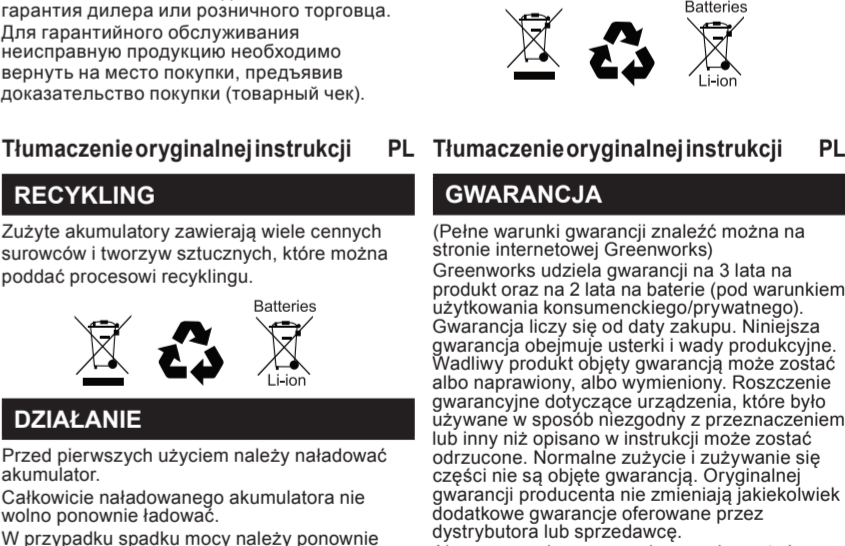 гарантия дилера или розничного торговца.
Для гарантийного обслуживания
неисправную продукцию необходимо
вернуть на место покупки, предъявив
доказательство покупки (товарный чек).
Batteries
Li-ion
Tłumaczenie oryginalnej instrukcji PL
RECYKLING
Zużyte akumulatory zawierają wiele cennych
surowców i tworzyw sztucznych, które można
poddać procesowi recyklingu.
Batteries
Li-ion
DZIAŁANIE
Przed pierwszych użyciem należy naładować
akumulator.
Całkowicie naładowanego akumulatora nie
wolno ponownie ładować.
W przypadku spadku mocy należy ponownie
Tłumaczenie oryginalnej instrukcji PL
GWARANCJA
(Pełne warunki gwarancji znaleźć można na
stronie internetowej Greenworks)
Greenworks udziela gwarancji na 3 lata na
produkt oraz na 2 lata na baterie (pod warunkiem
użytkowania konsumenckiego/prywatnego).
Gwarancja liczy się od daty zakupu. Niniejsza
gwarancja obejmuje usterki i wady produkcyjne.
Wadliwy produkt objęty gwarancją może zostać
albo naprawiony, albo wymieniony. Roszczenie
gwarancyjne dotyczące urządzenia, które było
używane w sposób niezgodny z przeznaczeniem
lub inny niż opisano w instrukcji może zostać
odrzucone. Normalne zużycie i zużywanie się
części nie są objęte gwarancją. Oryginalnej
gwarancji producenta nie zmieniają jakiekolwiek
dodatkowe gwarancje oferowane przez
dystrybutora lub sprzedawcę.